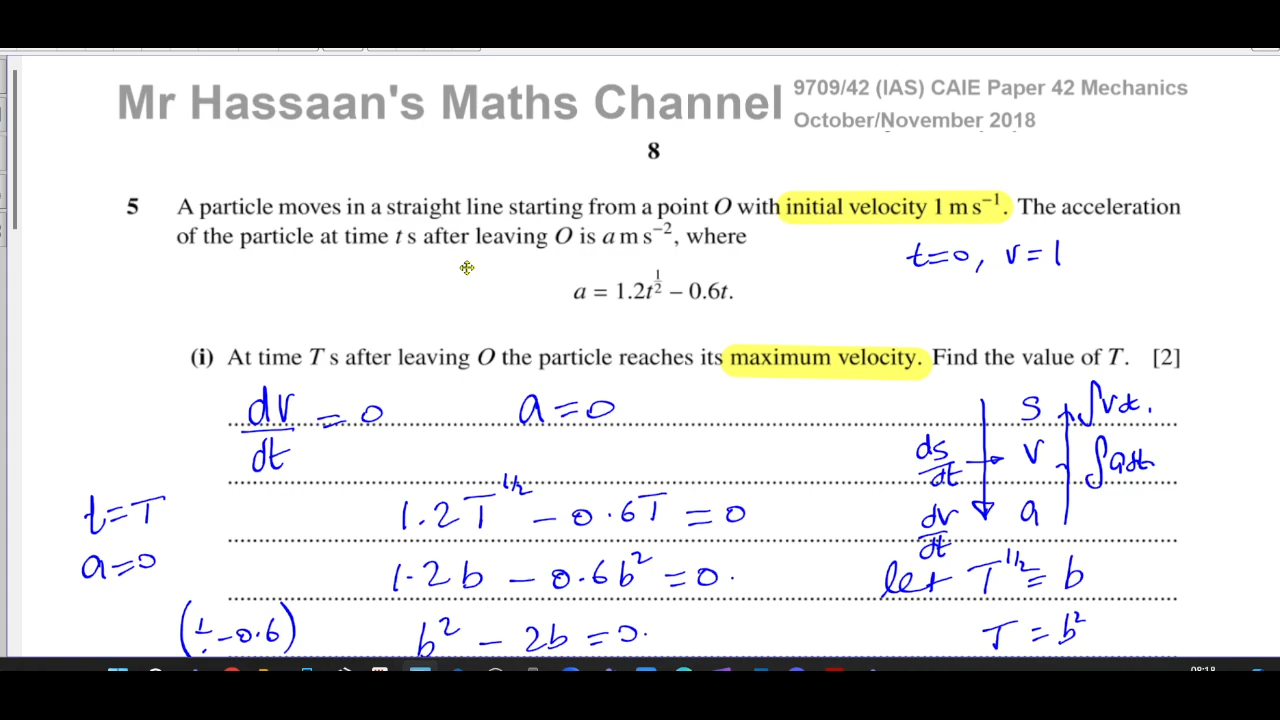 Mr Hassaan's Maths Channel
9709/42 (IAS) CAIE Paper 42 Mechanics
October/November 2018
8
5 A particle moves in a straight line starting from a point O with initial velocity 1 m s⁻¹. The acceleration
of the particle at time t s after leaving O is a m s⁻², where
t=0, v=1
a = 1.2t^½ – 0.6t.
(i) At time T s after leaving O the particle reaches its maximum velocity. Find the value of T. [2]
dv/dt = 0 a=0
s ∫vdt.
ds/dt v ∫adt
dv/dt a
t=T
a=0
1.2T^1/2 – 0.6T = 0
1.2b – 0.6b² = 0.
let T^1/2 = b
(÷ -0.6) b² – 2b = 0.
T = b²
08:18